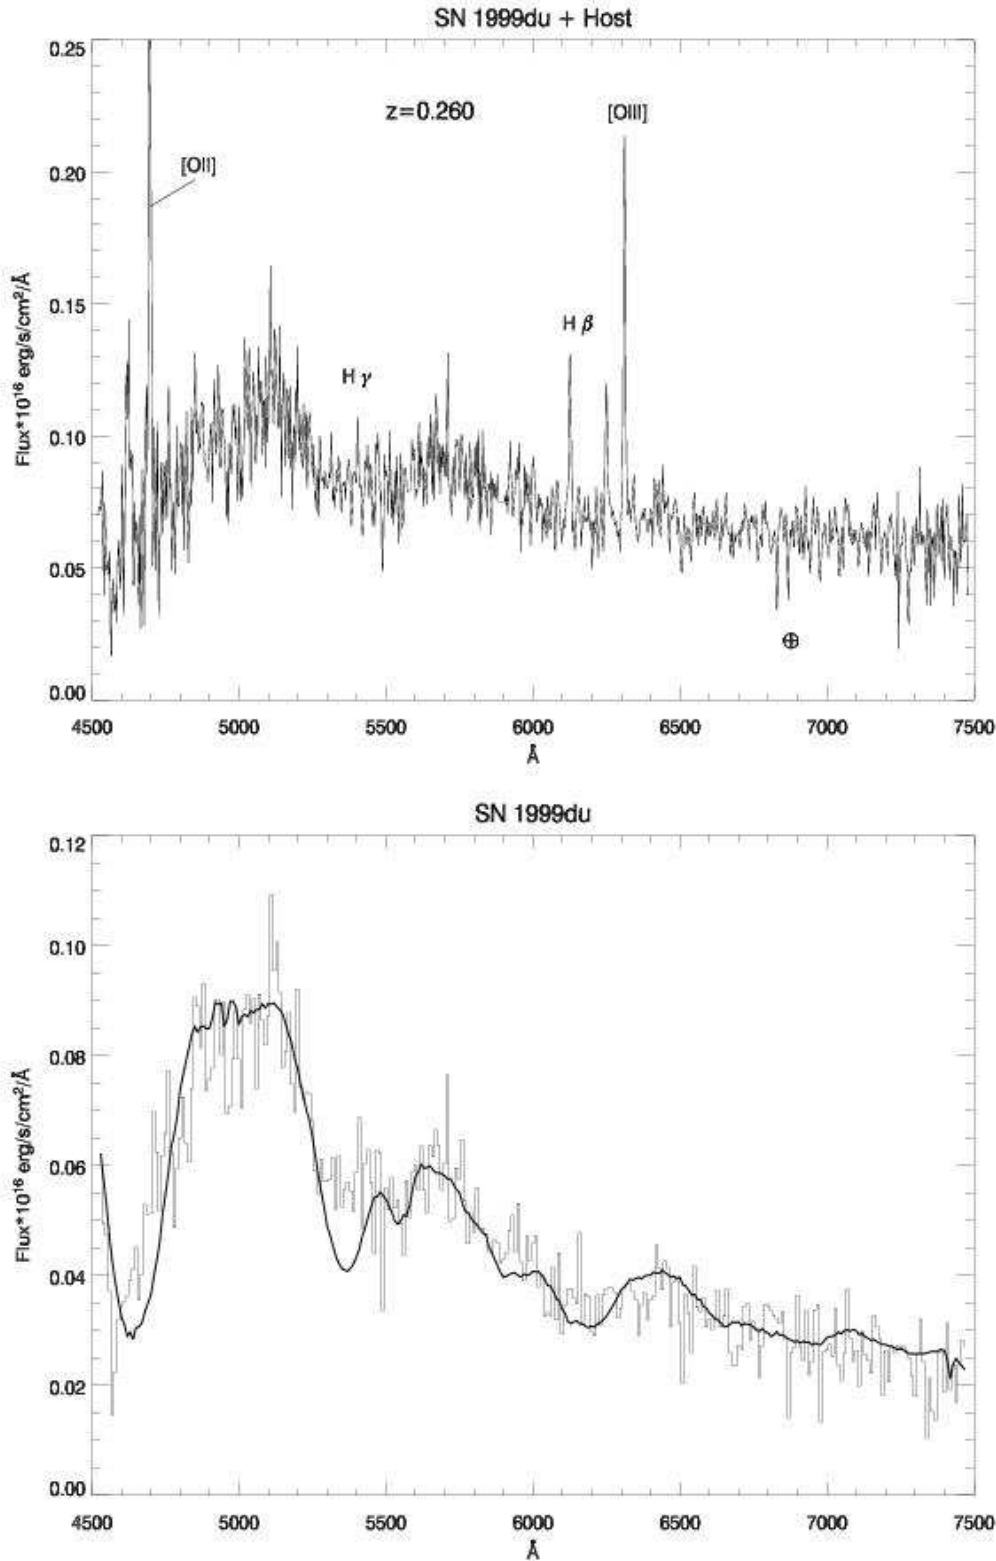 SN 1999du + Host
0.25
z=0.260
[OIII]
[OII]
0.20
0.15
H β
H γ
0.10
0.05
⊕
0.00
Flux*10¹⁶ erg/s/cm²/Å
4500 5000 5500 6000 6500 7000 7500
Å
SN 1999du
0.12
0.10
0.08
0.06
0.04
0.02
0.00
Flux*10¹⁶ erg/s/cm²/Å
4500 5000 5500 6000 6500 7000 7500
Å